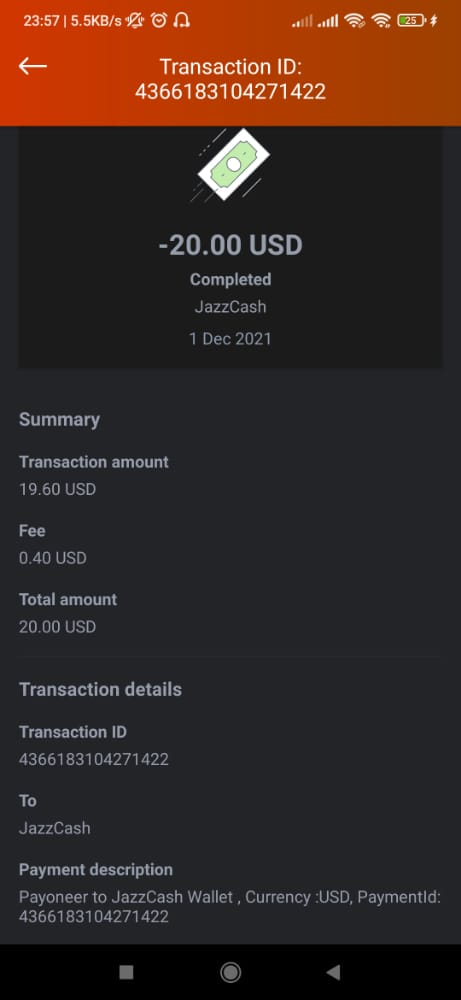 23:57 | 5.5KB/s
25
Transaction ID:
4366183104271422
-20.00 USD
Completed
JazzCash
1 Dec 2021
Summary
Transaction amount
19.60 USD
Fee
0.40 USD
Total amount
20.00 USD
Transaction details
Transaction ID
4366183104271422
To
JazzCash
Payment description
Payoneer to JazzCash Wallet , Currency :USD, PaymentId:
4366183104271422